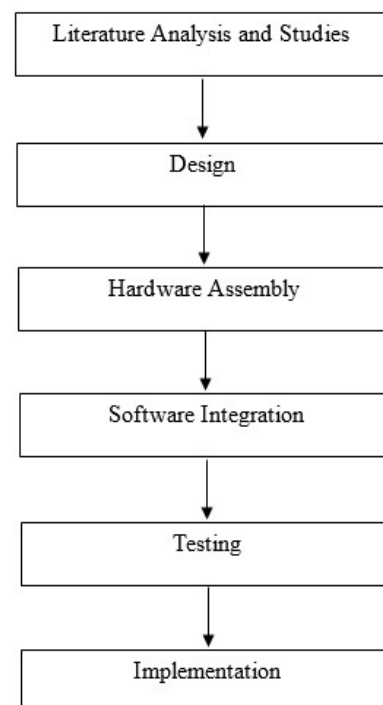 Literature Analysis and Studies
Design
Hardware Assembly
Software Integration
Testing
Implementation